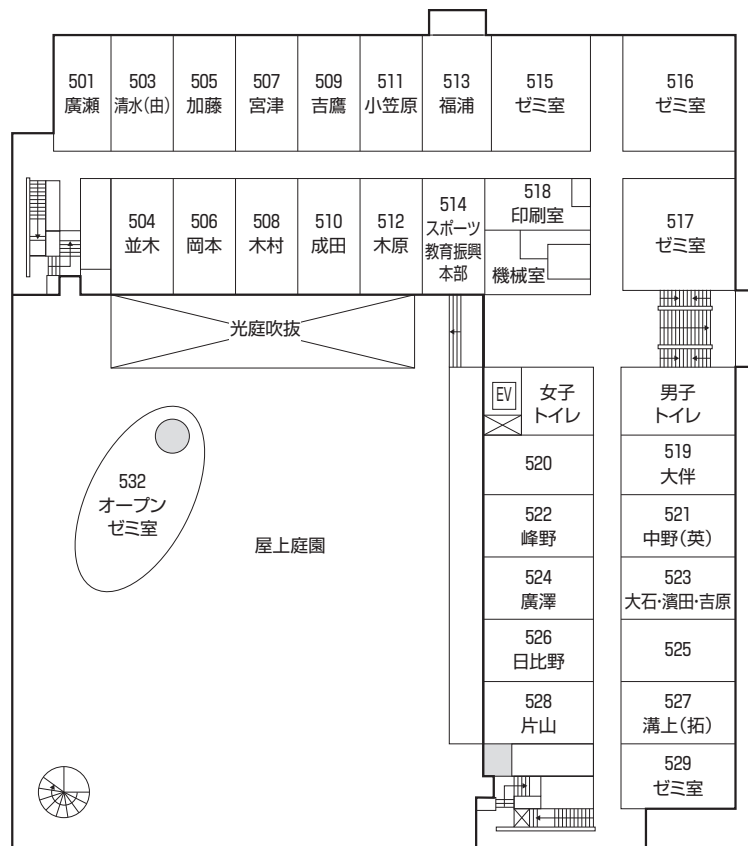 501
廣瀬
503
清水（由）
505
加藤
507
宮津
509
吉鷹
511
小笠原
513
福浦
515
ゼミ室
516
ゼミ室
504
並木
506
岡本
508
木村
510
成田
512
木原
514
スポーツ
教育振興
本部
518
印刷室
機械室
517
ゼミ室
光庭吹抜
EV
女子
トイレ
男子
トイレ
532
オープン
ゼミ室
屋上庭園
520
519
大伴
522
峰野
521
中野（英）
524
廣澤
523
大石・濱田・吉原
526
日比野
525
528
片山
527
溝上（拓）
529
ゼミ室